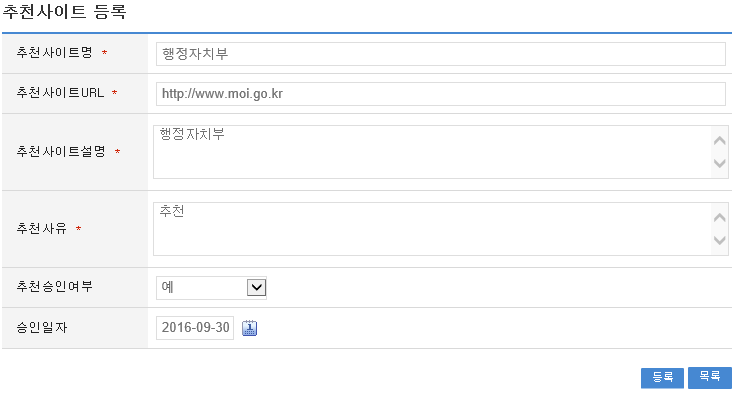 추천사이트 등록
추천사이트명 * 행정자치부
추천사이트URL * http://www.moi.go.kr
추천사이트설명 * 행정자치부
추천사유 * 추천
추천승인여부 예
승인일자 2016-09-30
등록 목록